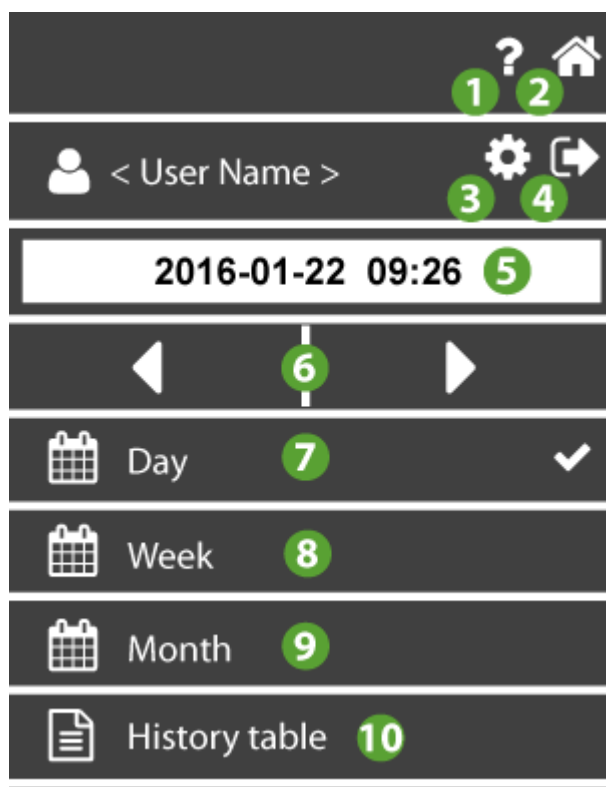 ?
1 2
< User Name >
3 4
2016-01-22 09:26 5
6
Day 7
Week 8
Month 9
History table 10